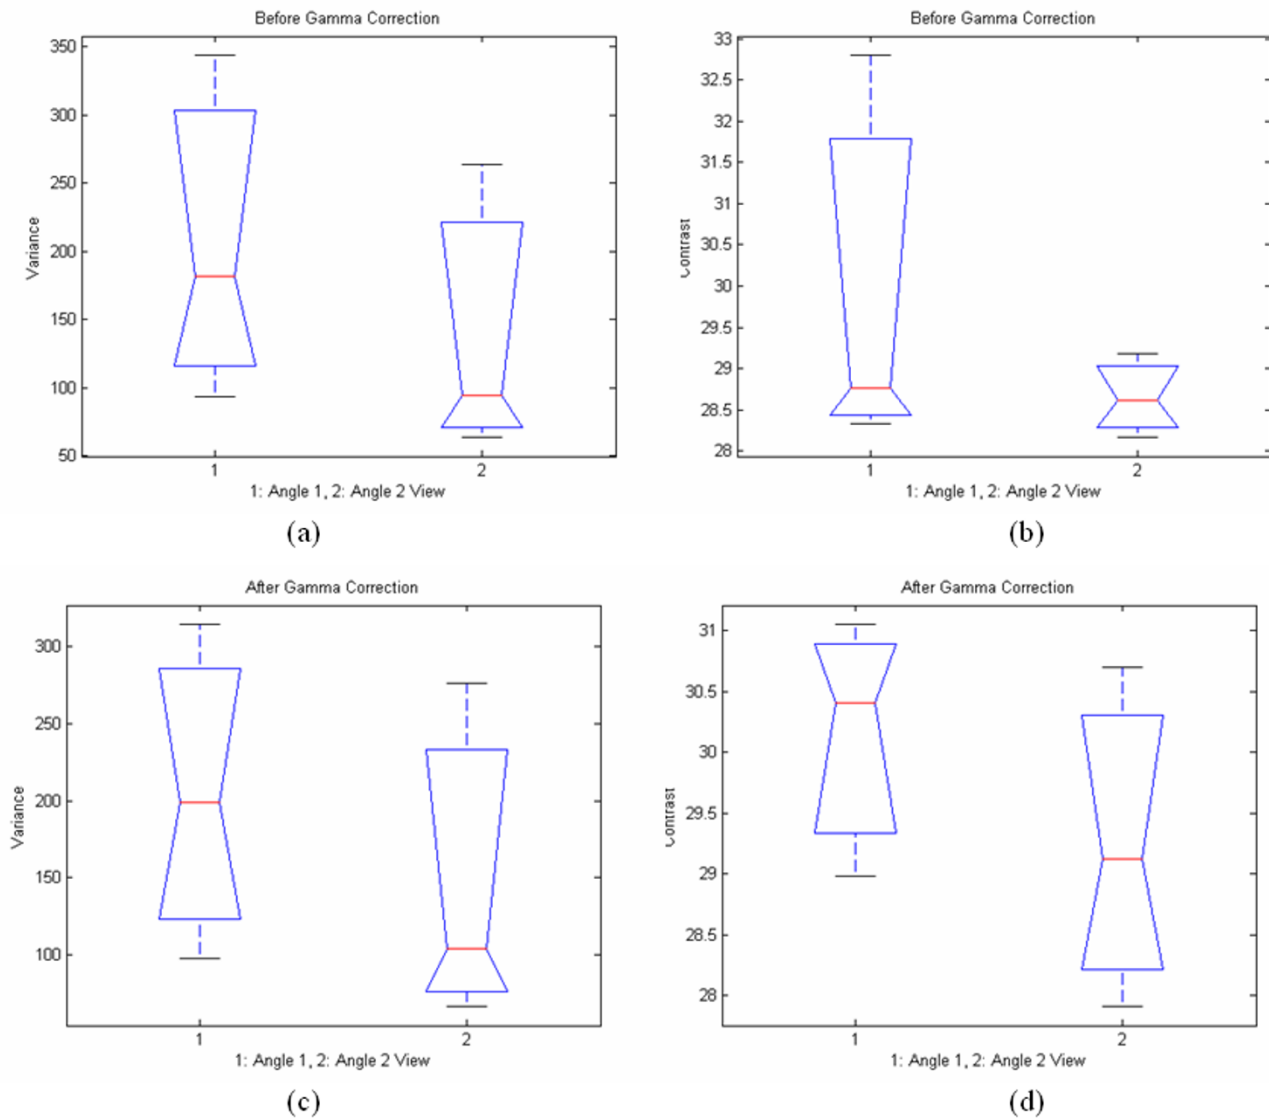 Before Gamma Correction
350
300
250
200
150
100
50
Variance
1 2
1: Angle 1, 2: Angle 2 View
(a)
Before Gamma Correction
33
32.5
32
31.5
31
30.5
30
29.5
29
28.5
28
Contrast
1 2
1: Angle 1, 2: Angle 2 View
(b)
After Gamma Correction
300
250
200
150
100
Variance
1 2
1: Angle 1, 2: Angle 2 View
(c)
After Gamma Correction
31
30.5
30
29.5
29
28.5
28
Contrast
1 2
1: Angle 1, 2: Angle 2 View
(d)